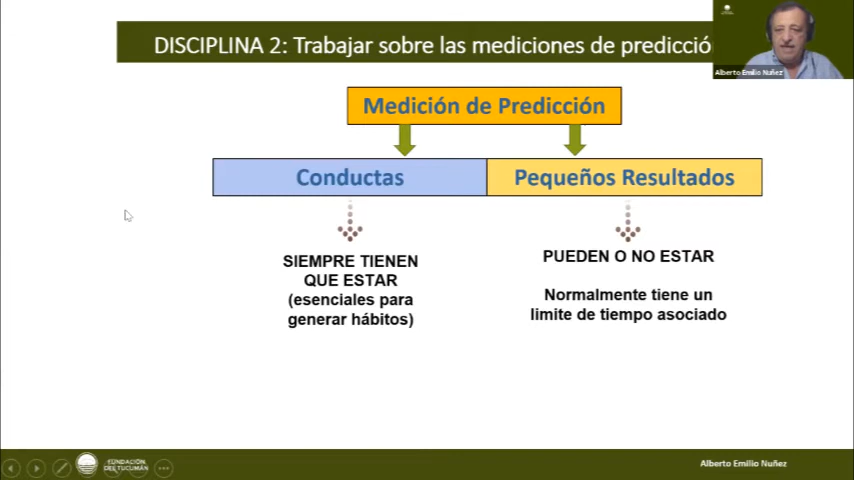 DISCIPLINA 2: Trabajar sobre las mediciones de predicció
Alberto Emilio Nuñez
Medición de Predicción
Conductas
Pequeños Resultados
SIEMPRE TIENEN
QUE ESTAR
(esenciales para
generar hábitos)
PUEDEN O NO ESTAR
Normalmente tiene un
limite de tiempo asociado
FUNDACIÓN
DEL TUCUMÁN
Alberto Emilio Nuñez